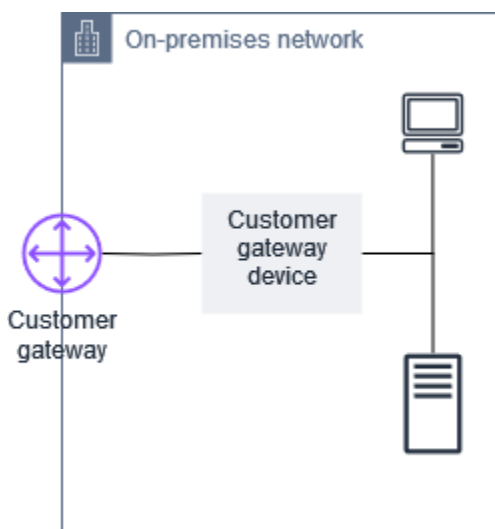 On-premises network
Customer
gateway
device
Customer
gateway